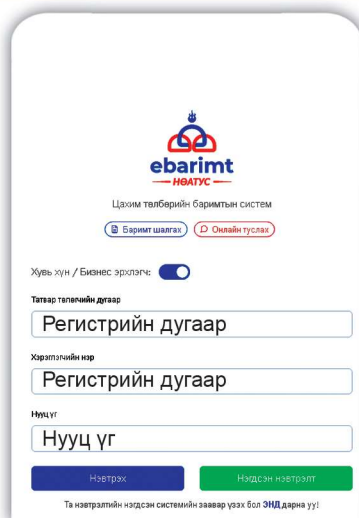 ebarimt
НӨАТУС
Цахим төлбөрийн баримтын систем
Баримт шалгах Онлайн туслах
Хувь хүн / Бизнес эрхлэгч:
Татвар төлөгчийн дугаар
Регистрийн дугаар
Хэрэглэгчийн нэр
Регистрийн дугаар
Нууц үг
Нууц үг
Нэвтрэх Нэгдсэн нэвтрэлт
Та нэвтрэлтийн нэгдсэн системийн заавар үзэх бол ЭНД дарна уу!